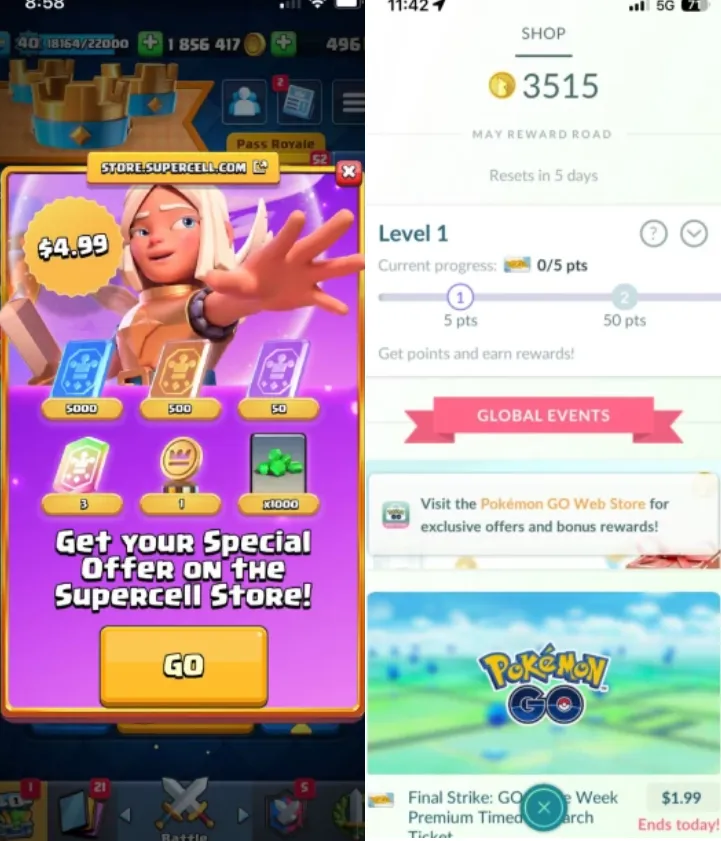 8:58
40 18164/22000
1 856 417
496
2
Pass Royale
52
STORE.SUPERCELL.COM
$4.99
5000
500
50
3
1
x1000
Get your Special
Offer on the
Supercell Store!
GO
1
21
5
Battle
11:42
5G
71
SHOP
3515
MAY REWARD ROAD
Resets in 5 days
Level 1
?
Current progress: 0/5 pts
1
2
5 pts
50 pts
Get points and earn rewards!
GLOBAL EVENTS
Visit the Pokémon GO Web Store for
exclusive offers and bonus rewards!
POKéMON
GO
Final Strike: GO
e Week
$1.99
Premium Timed
arch
Ends today!
Ticket